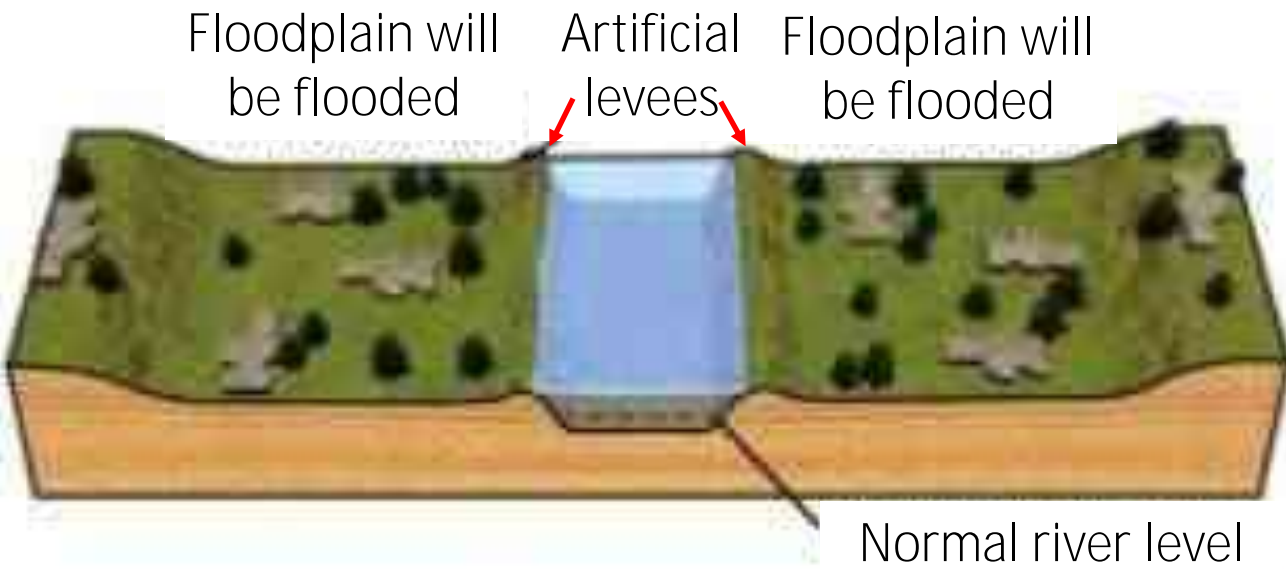 Floodplain will
be flooded
Artificial
levees
Floodplain will
be flooded
Normal river level